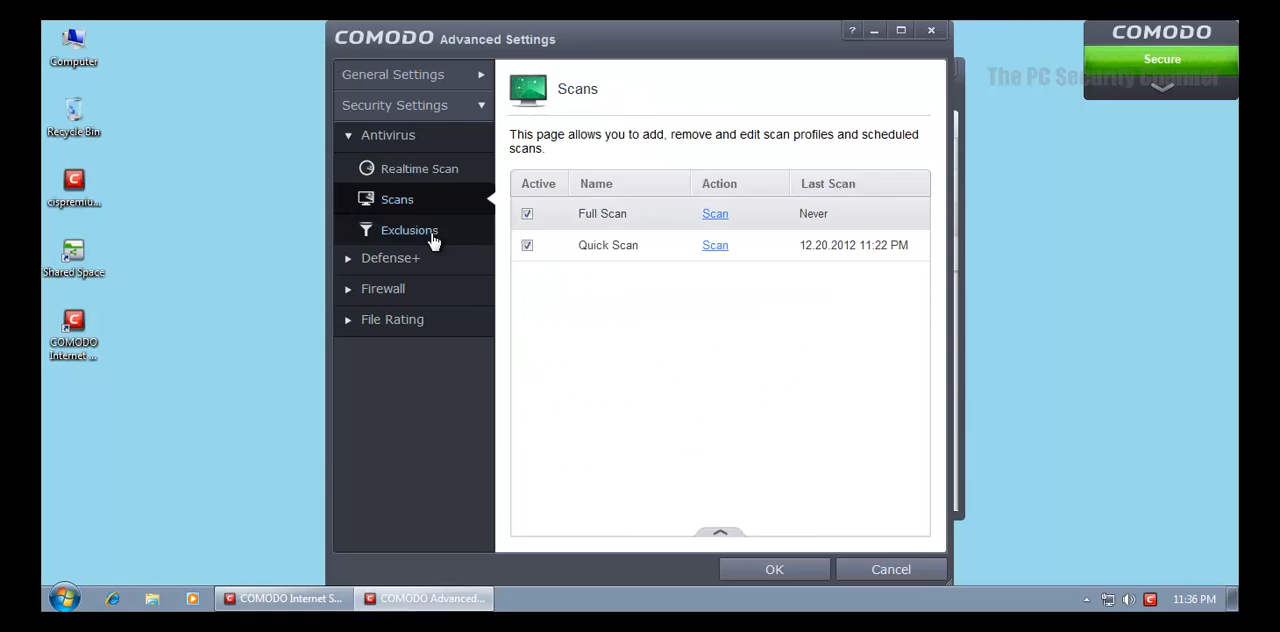 COMODO Advanced Settings
?
COMODO
Secure
The PC Security Channel
Computer
Recycle Bin
cispremiu...
Shared Space
COMODO
Internet ...
General Settings
Security Settings
Antivirus
Realtime Scan
Scans
Exclusions
Defense+
Firewall
File Rating
Scans
This page allows you to add, remove and edit scan profiles and scheduled
scans.
Active Name Action Last Scan
Full Scan Scan Never
Quick Scan Scan 12.20.2012 11:22 PM
OK Cancel
COMODO Internet S... COMODO Advanced... 11:36 PM